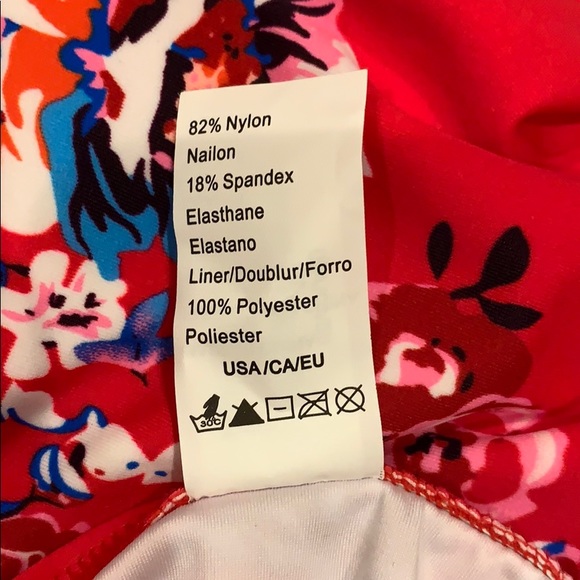 82% Nylon
Nailon
18% Spandex
Elasthane
Elastano
Liner/Doublur/Forro
100% Polyester
Poliester
USA/CA/EU
30C